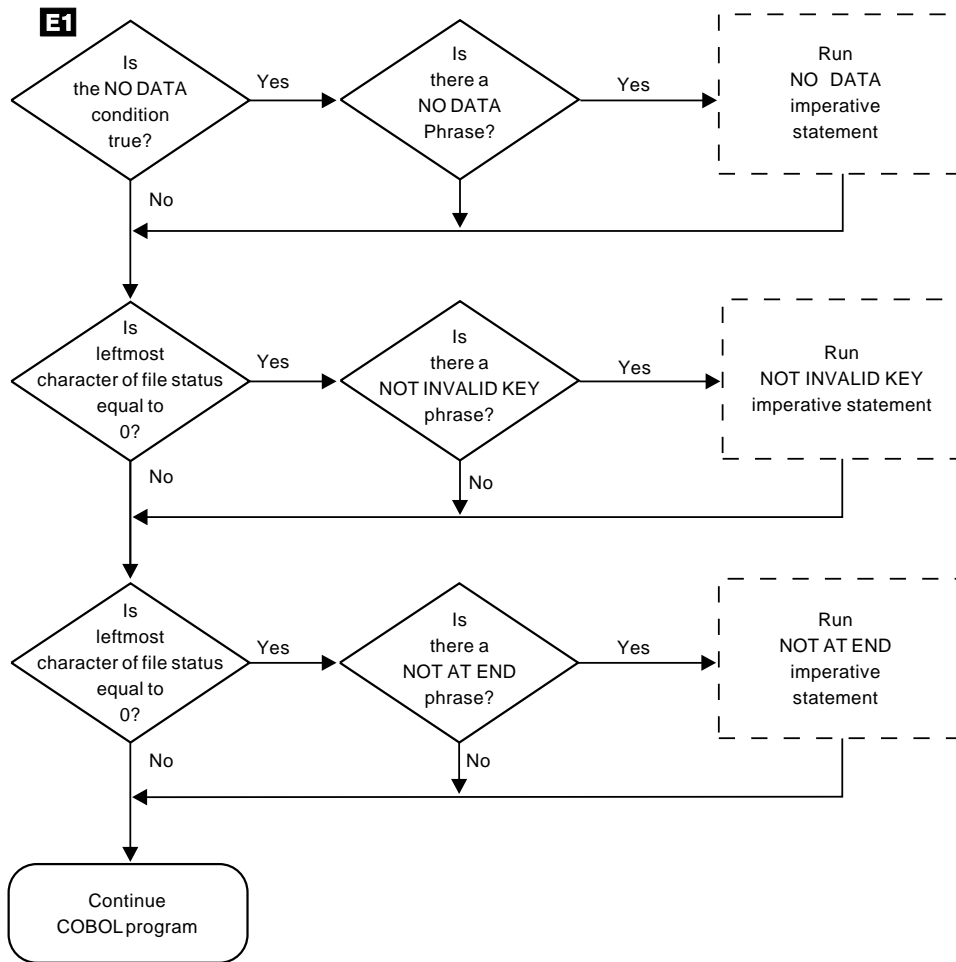 E1
Is
the NO DATA
condition
true?
Yes
Is
there a
NO DATA
Phrase?
Yes
Run
NO DATA
imperative
statement
No
Is
leftmost
character of file status
equal to
0?
Yes
Is
there a
NOT INVALID KEY
phrase?
Yes
Run
NOT INVALID KEY
imperative statement
No
No
Is
leftmost
character of file status
equal to
0?
Yes
Is
there a
NOT AT END
phrase?
Yes
Run
NOT AT END
imperative
statement
No
No
Continue
COBOL program